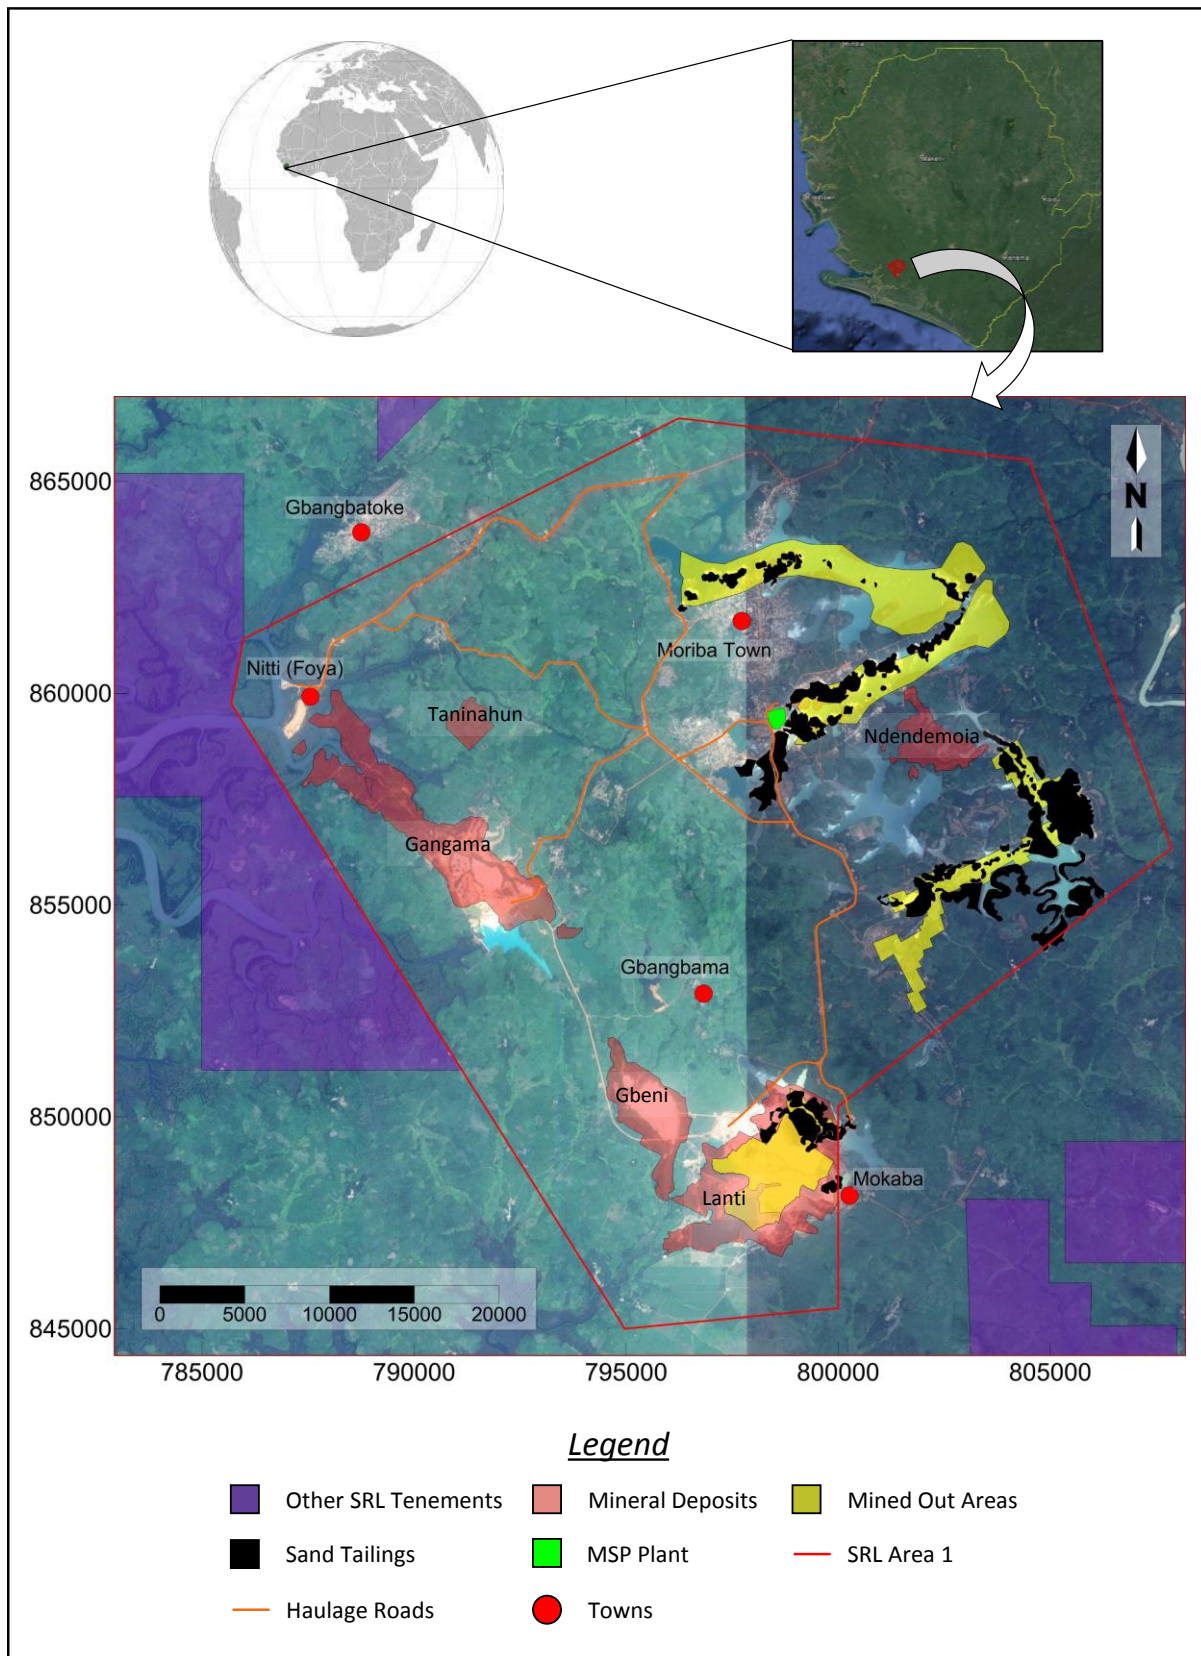 Makeni
Kenema
865000
Gbangbatoke
N
Moriba Town
860000
Nitti (Foya)
Taninahun
Ndendemoia
Gangama
855000
Gbangbama
850000
Gbeni
Lanti
Mokaba
0 5000 10000 15000 20000
845000
785000 790000 795000 800000 805000
Legend
Other SRL Tenements Mineral Deposits Mined Out Areas
Sand Tailings MSP Plant SRL Area 1
Haulage Roads Towns